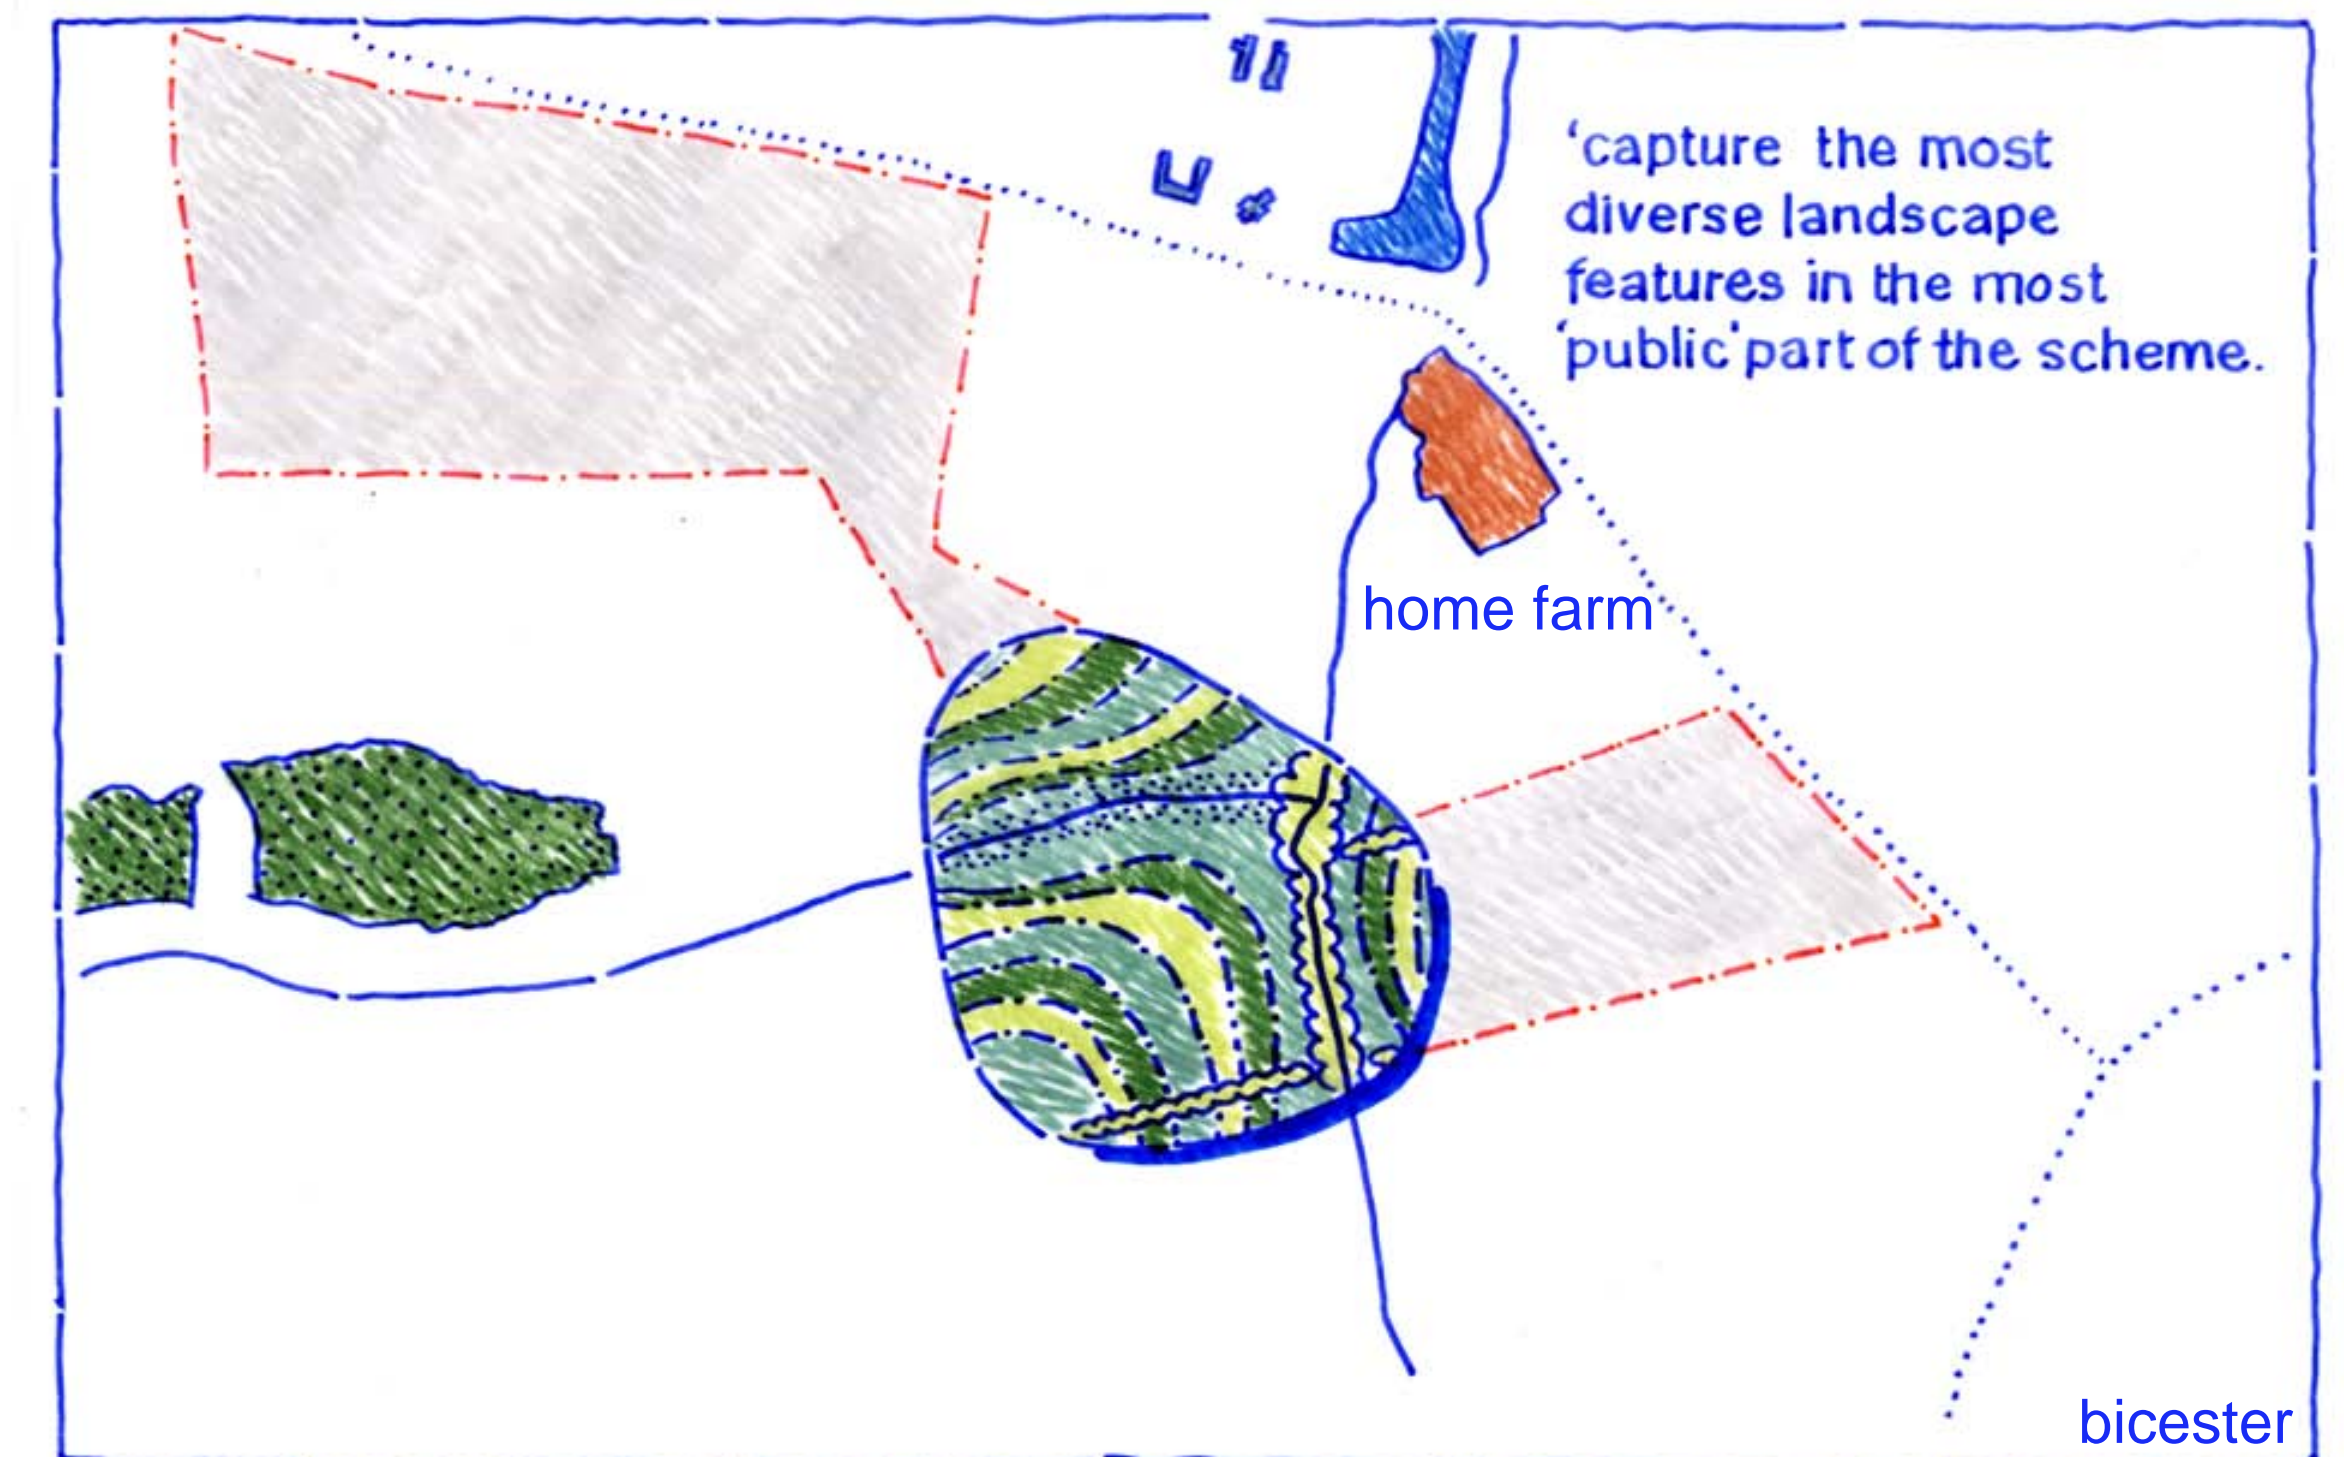 ‘capture the most
diverse landscape
features in the most
‘public’ part of the scheme.
home farm
bicester